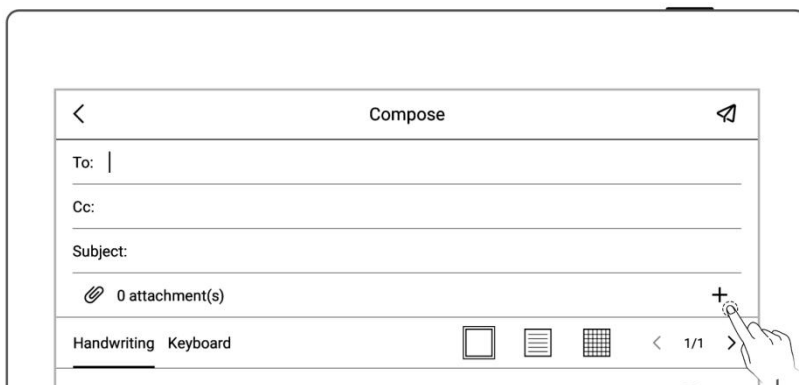 Compose
To:
Cc:
Subject:
0 attachment(s)
Handwriting Keyboard 1/1